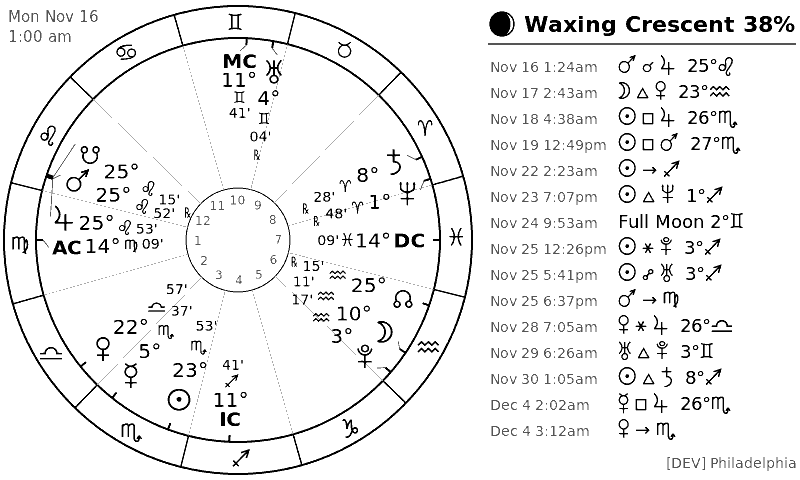 Mon Nov 16
1:00 am
♊
♋
♉
MC
11°
♊
41'
♅
4°
♊
04'
℞
♌
♈
☋
25°
♌
15'
℞
♂
25°
♌
52'
♄
8°
♈
28'
℞
♆
1°
♈
48'
℞
♃ 25° ♌ 53'
AC 14° ♍ 09'
09' ♓ 14° DC
♍
♓
11 10 9
12 8
1 7
2 6
3 4 5
℞ 15' ♒ 25° ☊
11' ♒ 10° ☽
17' ♒ 3° ♇
57' ♎ 22° ♀
37' ♏ 5° ☿
53' ♏ 23° ☉
41'
♐
11°
IC
♎
♒
♏
♑
♐
Waxing Crescent 38%
Nov 16 1:24am ♂ ☌ ♃ 25°♌
Nov 17 2:43am ☽ △ ♀ 23°♒
Nov 18 4:38am ☉ □ ♃ 26°♏
Nov 19 12:49pm ☉ □ ♂ 27°♏
Nov 22 2:23am ☉ → ♐
Nov 23 7:07pm ☉ △ ♆ 1°♐
Nov 24 9:53am Full Moon 2°♊
Nov 25 12:26pm ☉ ⚹ ♇ 3°♐
Nov 25 5:41pm ☉ ☍ ♅ 3°♐
Nov 25 6:37pm ♂ → ♍
Nov 28 7:05am ♀ ⚹ ♃ 26°♎
Nov 29 6:26am ♅ △ ♇ 3°♊
Nov 30 1:05am ☉ △ ♄ 8°♐
Dec 4 2:02am ☿ □ ♃ 26°♏
Dec 4 3:12am ♀ → ♏
[DEV] Philadelphia